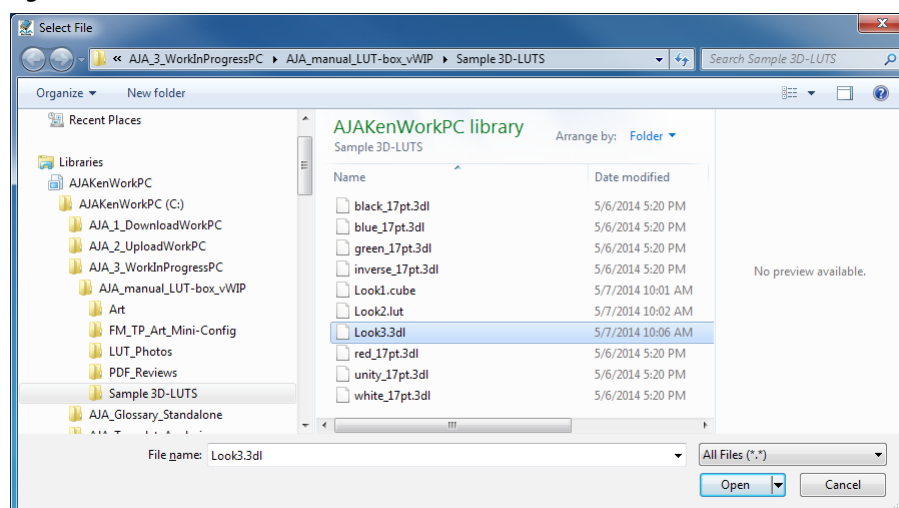 Select File
« AJA_3_WorkInProgressPC ▸ AJA_manual_LUT-box_vWIP ▸ Sample 3D-LUTS
Search Sample 3D-LUTS
Organize
New folder
Recent Places
Libraries
AJAKenWorkPC
AJAKenWorkPC (C:)
AJA_1_DownloadWorkPC
AJA_2_UploadWorkPC
AJA_3_WorkInProgressPC
AJA_manual_LUT-box_vWIP
Art
FM_TP_Art_Mini-Config
LUT_Photos
PDF_Reviews
Sample 3D-LUTS
AJA_Glossary_Standalone
AJAKenWorkPC library
Sample 3D-LUTS
Arrange by: Folder
Name Date modified
black_17pt.3dl 5/6/2014 5:20 PM
blue_17pt.3dl 5/6/2014 5:20 PM
green_17pt.3dl 5/6/2014 5:20 PM
inverse_17pt.3dl 5/6/2014 5:20 PM
Look1.cube 5/7/2014 10:01 AM
Look2.lut 5/7/2014 10:02 AM
Look3.3dl 5/7/2014 10:06 AM
red_17pt.3dl 5/6/2014 5:20 PM
unity_17pt.3dl 5/6/2014 5:20 PM
white_17pt.3dl 5/6/2014 5:20 PM
No preview available.
File name: Look3.3dl
All Files (*.*)
Open
Cancel